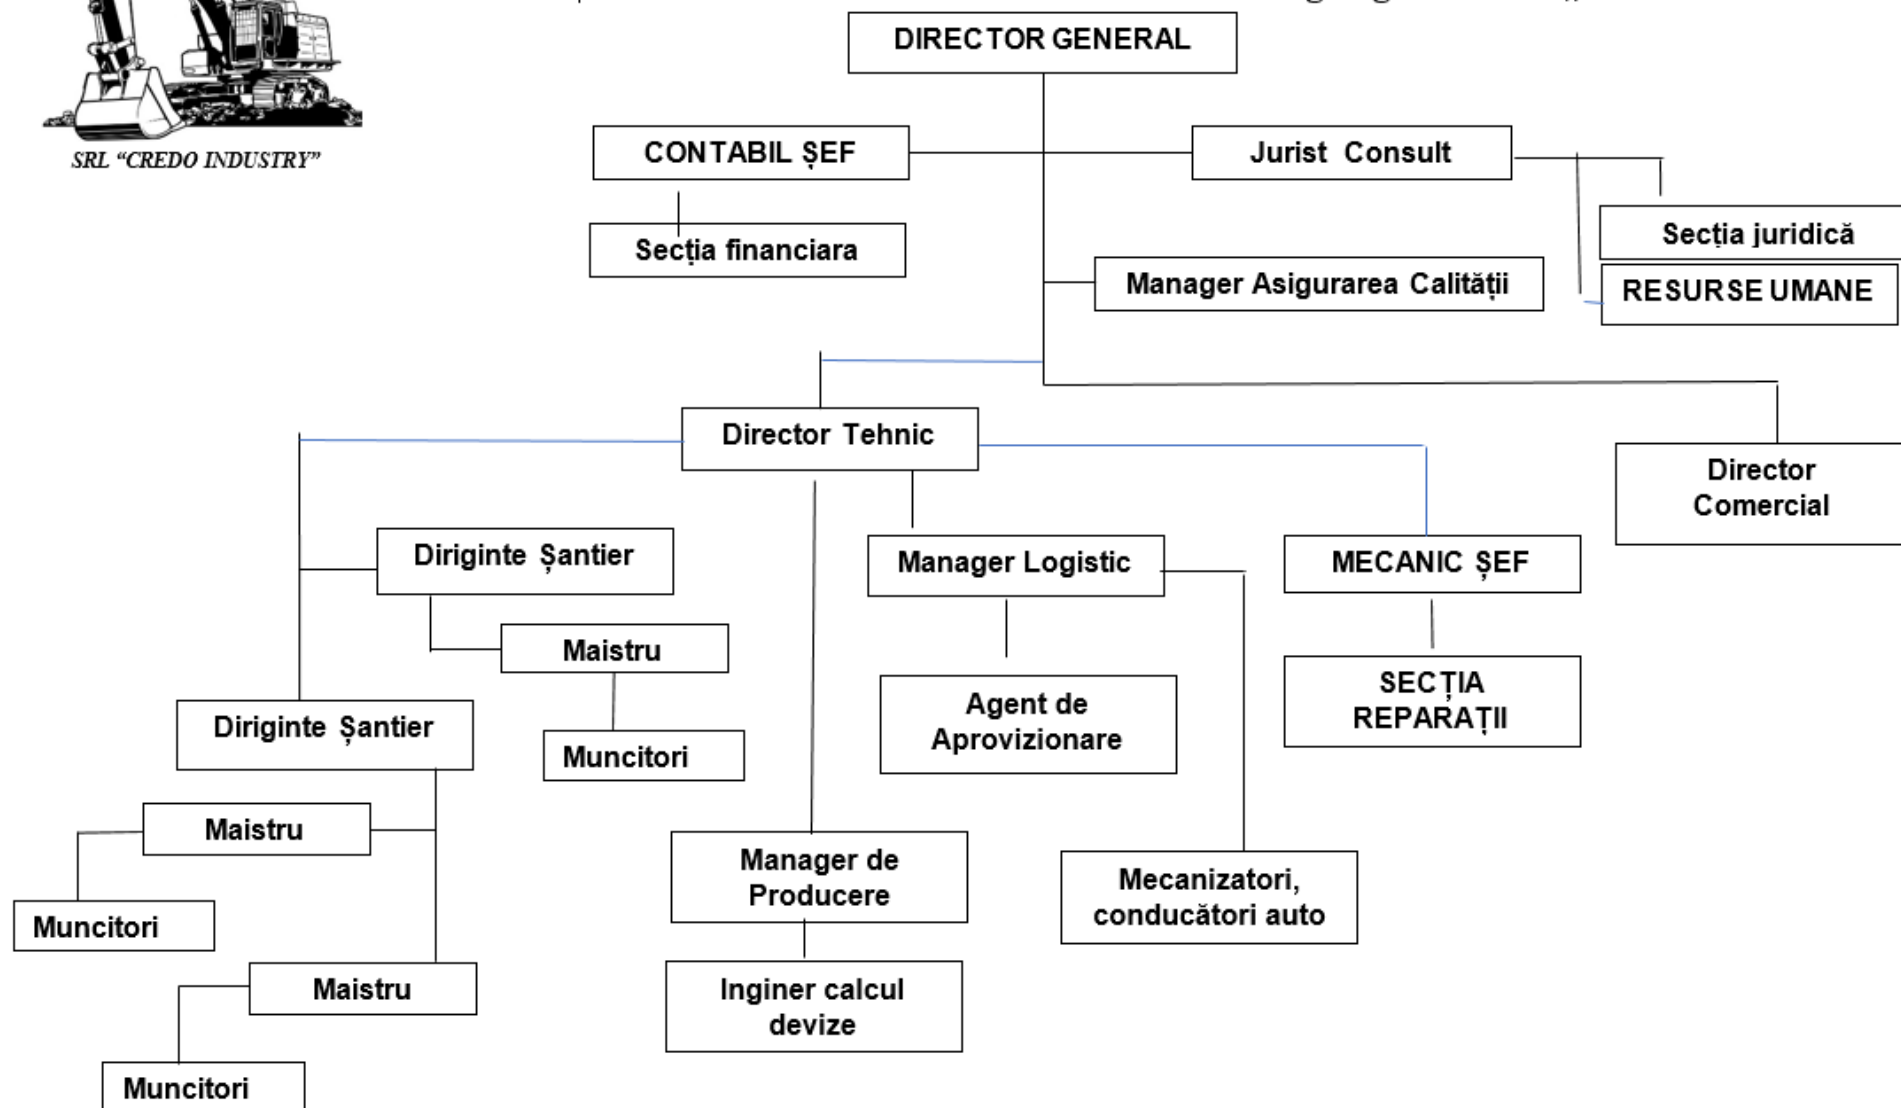 DIRECTOR GENERAL
SRL “CREDO INDUSTRY”
CONTABIL ȘEF
Jurist Consult
Secția financiara
Secția juridică
Manager Asigurarea Calității
RESURSE UMANE
Director Tehnic
Director
Comercial
Diriginte Șantier
Manager Logistic
MECANIC ȘEF
Maistru
Agent de
Aprovizionare
SECȚIA
REPARAȚII
Diriginte Șantier
Muncitori
Maistru
Manager de
Producere
Mecanizatori,
conducători auto
Muncitori
Maistru
Inginer calcul
devize
Muncitori